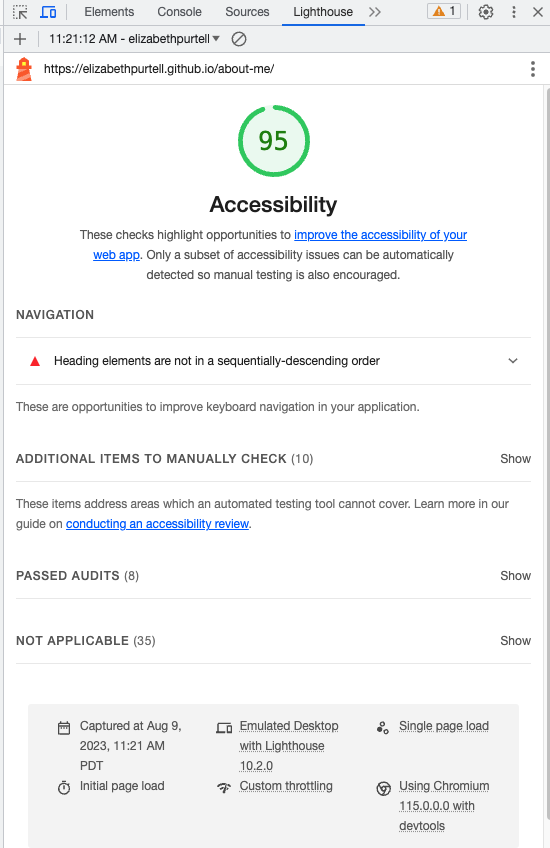 Elements Console Sources Lighthouse 1
11:21:12 AM - elizabethpurtell
https://elizabethpurtell.github.io/about-me/
95
Accessibility
These checks highlight opportunities to improve the accessibility of your
web app. Only a subset of accessibility issues can be automatically
detected so manual testing is also encouraged.
NAVIGATION
Heading elements are not in a sequentially-descending order
These are opportunities to improve keyboard navigation in your application.
ADDITIONAL ITEMS TO MANUALLY CHECK (10) Show
These items address areas which an automated testing tool cannot cover. Learn more in our
guide on conducting an accessibility review.
PASSED AUDITS (8) Show
NOT APPLICABLE (35) Show
Captured at Aug 9,
2023, 11:21 AM
PDT
Emulated Desktop
with Lighthouse
10.2.0
Single page load
Initial page load
Custom throttling
Using Chromium
115.0.0.0 with
devtools